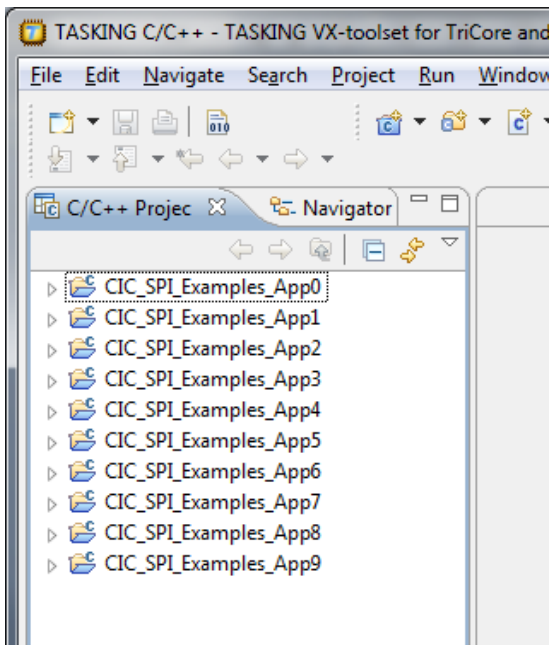 TASKING C/C++ - TASKING VX-toolset for TriCore and
File Edit Navigate Search Project Run Window
C/C++ Projec Navigator
CIC_SPI_Examples_App0
CIC_SPI_Examples_App1
CIC_SPI_Examples_App2
CIC_SPI_Examples_App3
CIC_SPI_Examples_App4
CIC_SPI_Examples_App5
CIC_SPI_Examples_App6
CIC_SPI_Examples_App7
CIC_SPI_Examples_App8
CIC_SPI_Examples_App9